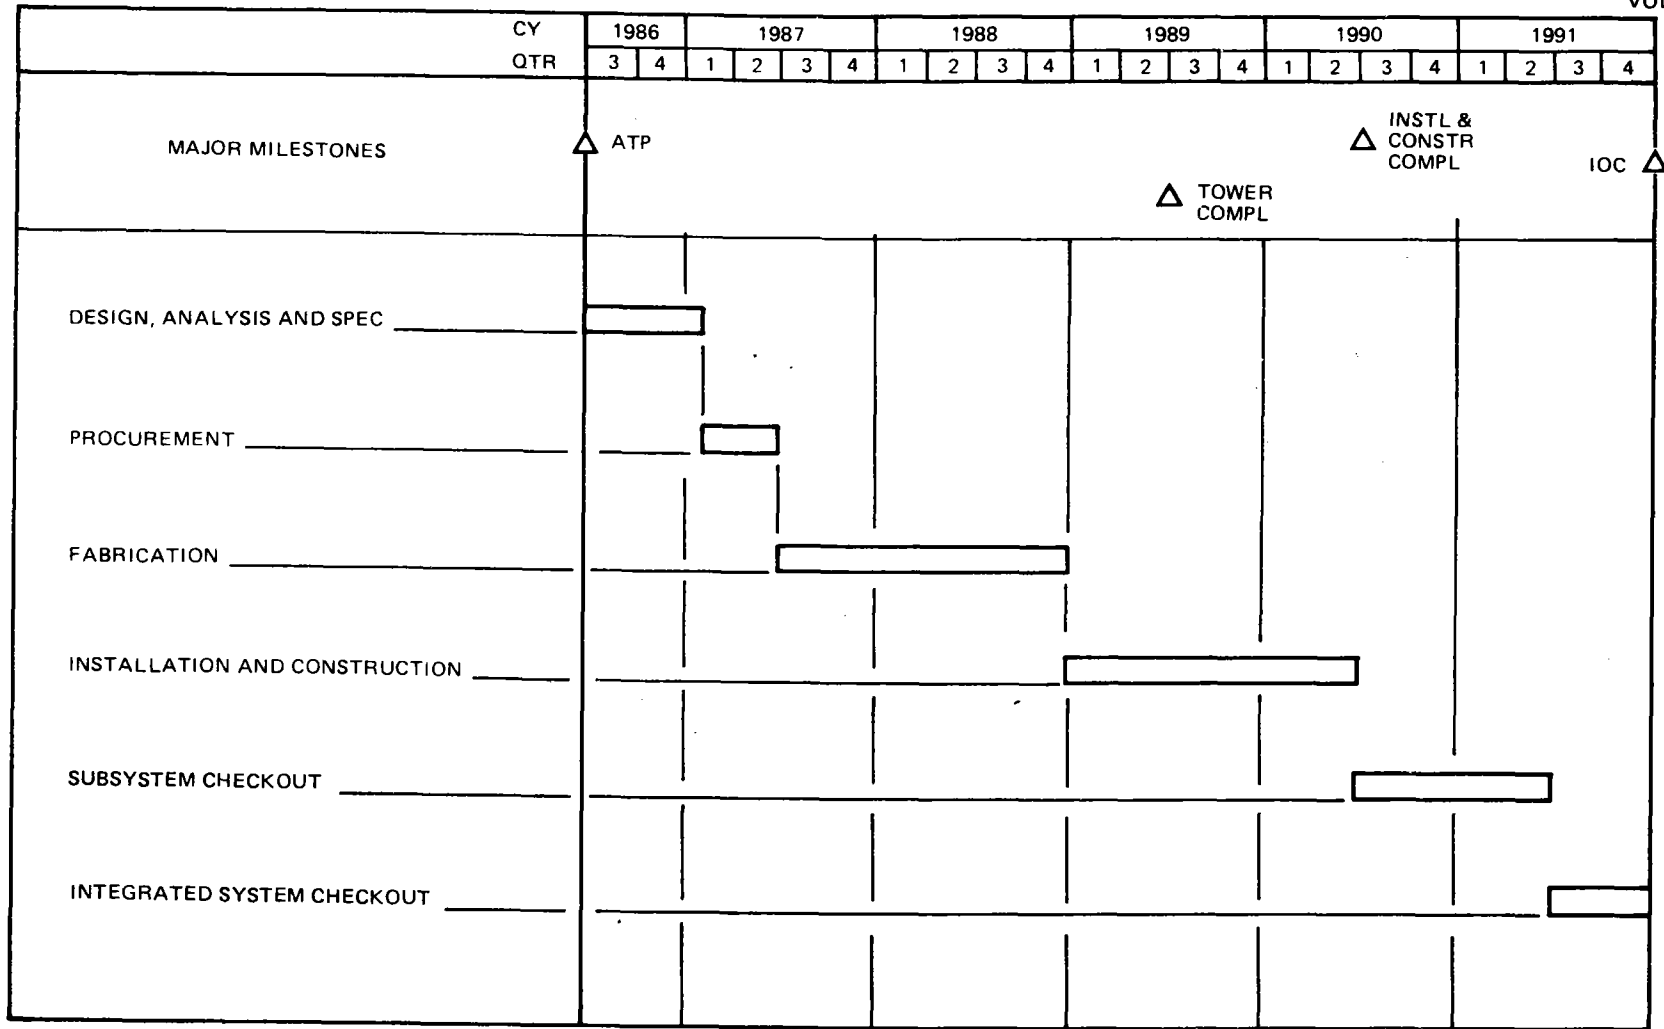 VOL
CY 1986 1987 1988 1989 1990 1991
QTR 3 4 1 2 3 4 1 2 3 4 1 2 3 4 1 2 3 4 1 2 3 4
MAJOR MILESTONES
ATP
INSTL &
CONSTR
COMPL
IOC
TOWER
COMPL
DESIGN, ANALYSIS AND SPEC
PROCUREMENT
FABRICATION
INSTALLATION AND CONSTRUCTION
SUBSYSTEM CHECKOUT
INTEGRATED SYSTEM CHECKOUT